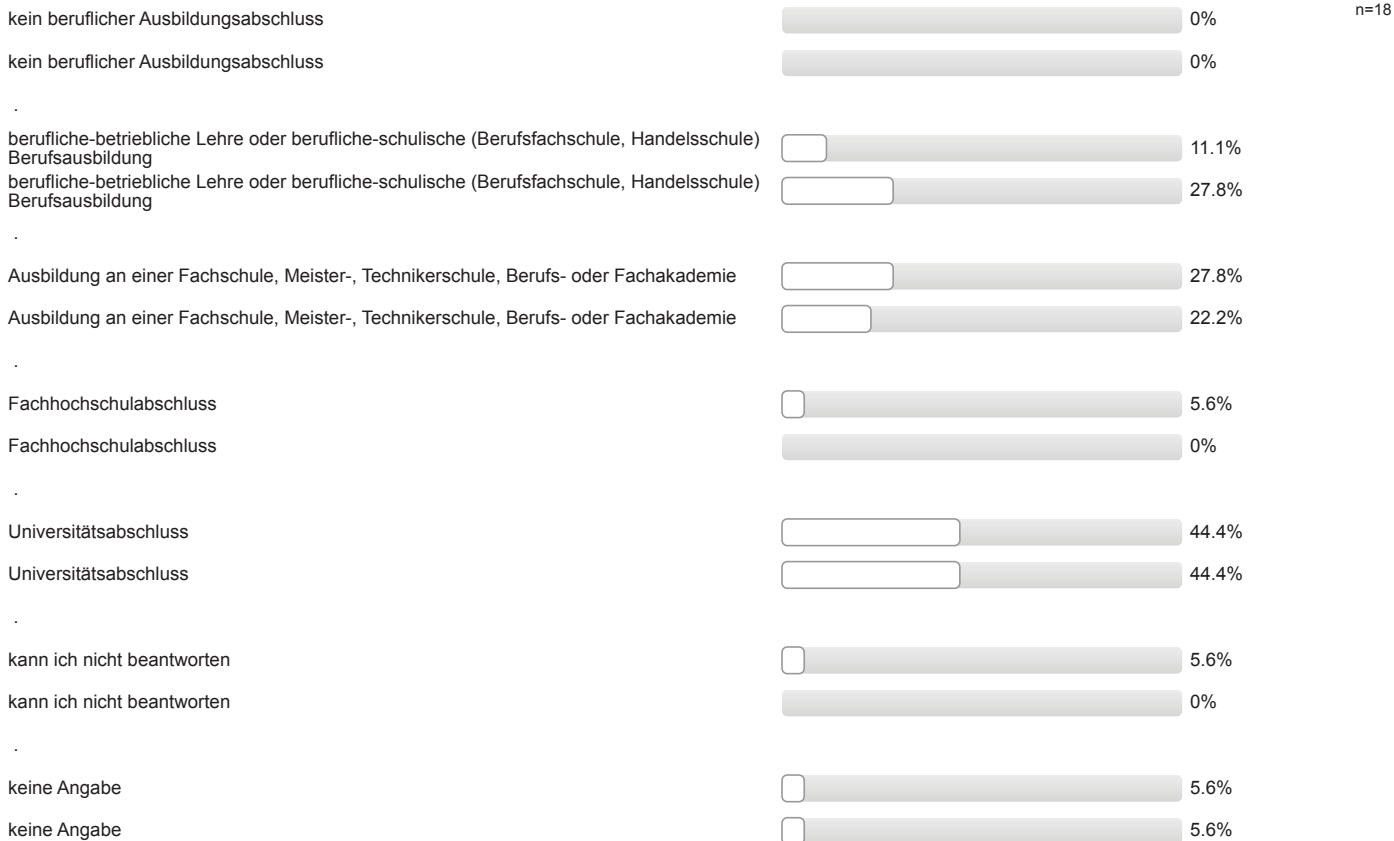 kein beruflicher Ausbildungsabschluss 0% n=18
kein beruflicher Ausbildungsabschluss 0%
.
berufliche-betriebliche Lehre oder berufliche-schulische (Berufsfachschule, Handelsschule)
Berufsausbildung 11.1%
berufliche-betriebliche Lehre oder berufliche-schulische (Berufsfachschule, Handelsschule)
Berufsausbildung 27.8%
.
Ausbildung an einer Fachschule, Meister-, Technikerschule, Berufs- oder Fachakademie 27.8%
Ausbildung an einer Fachschule, Meister-, Technikerschule, Berufs- oder Fachakademie 22.2%
.
Fachhochschulabschluss 5.6%
Fachhochschulabschluss 0%
.
Universitätsabschluss 44.4%
Universitätsabschluss 44.4%
.
kann ich nicht beantworten 5.6%
kann ich nicht beantworten 0%
.
keine Angabe 5.6%
keine Angabe 5.6%